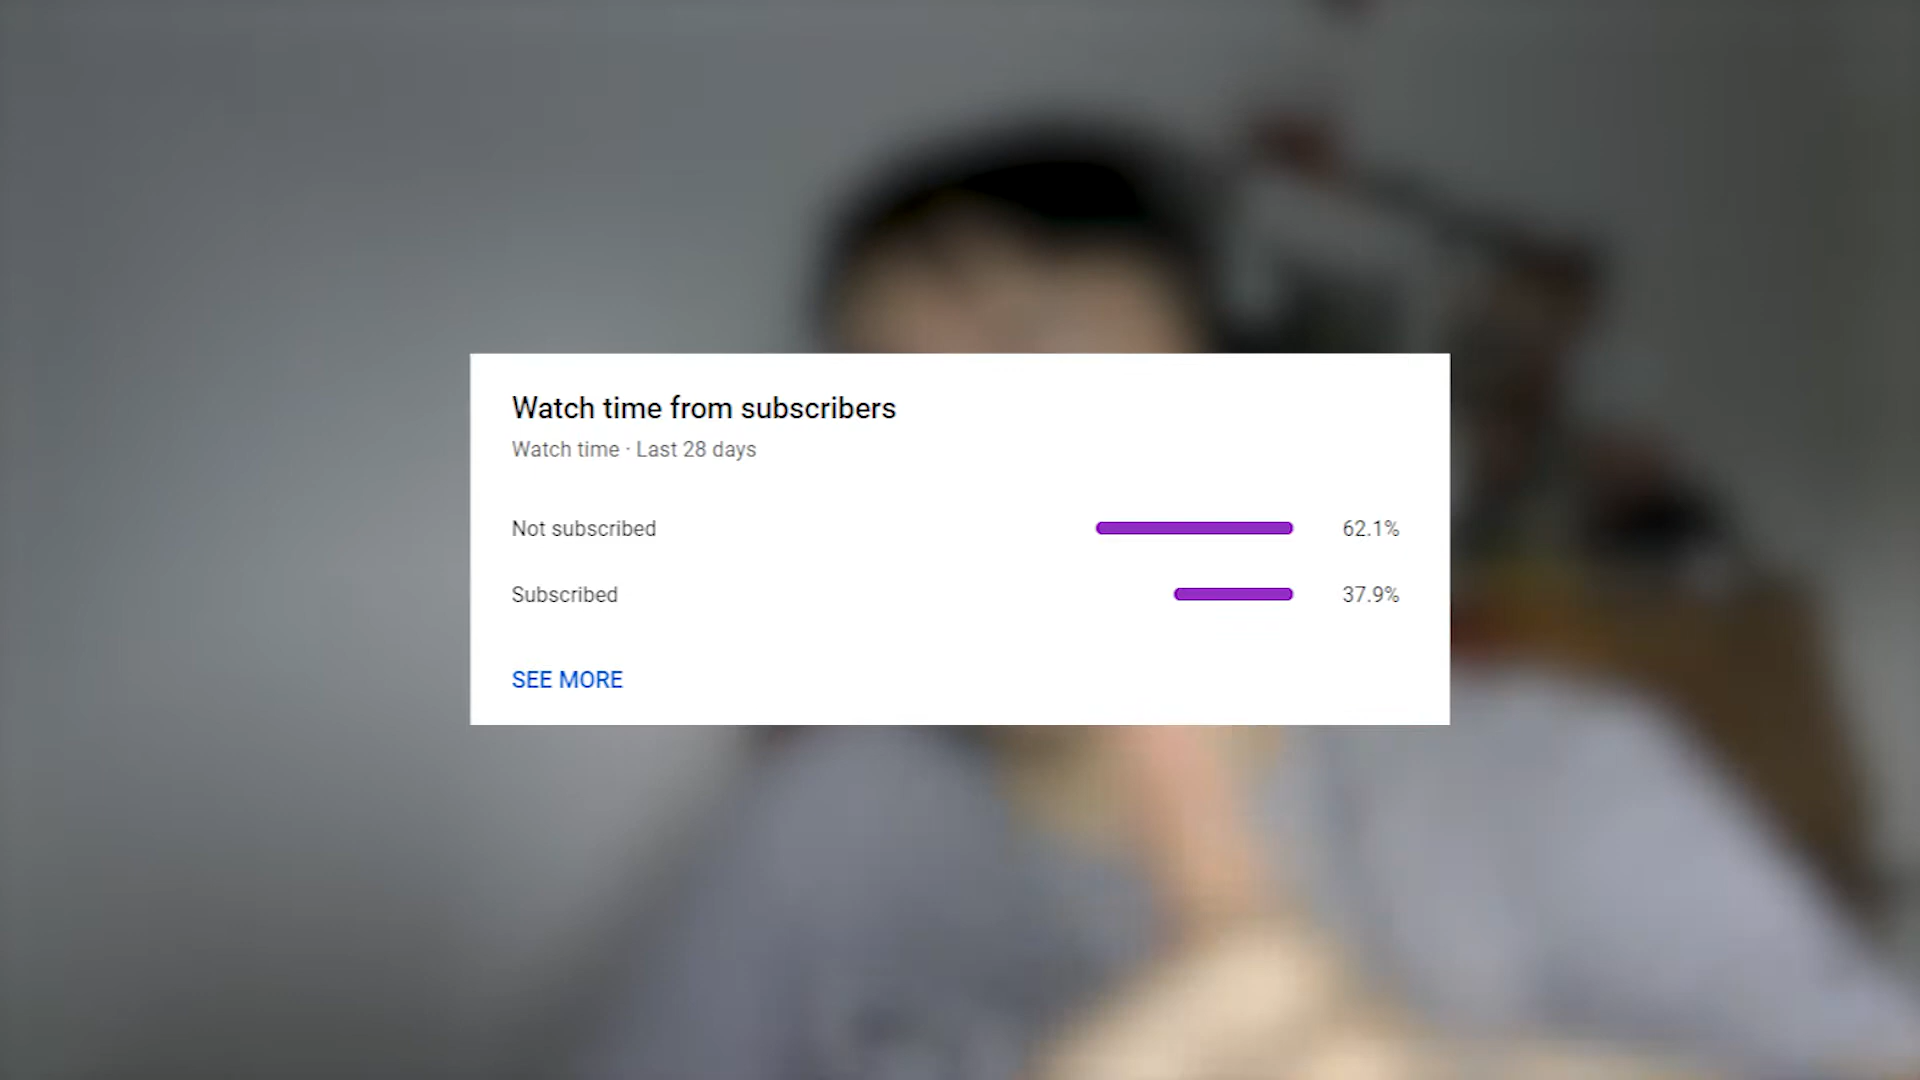 Watch time from subscribers
Watch time · Last 28 days
Not subscribed 62.1%
Subscribed 37.9%
SEE MORE